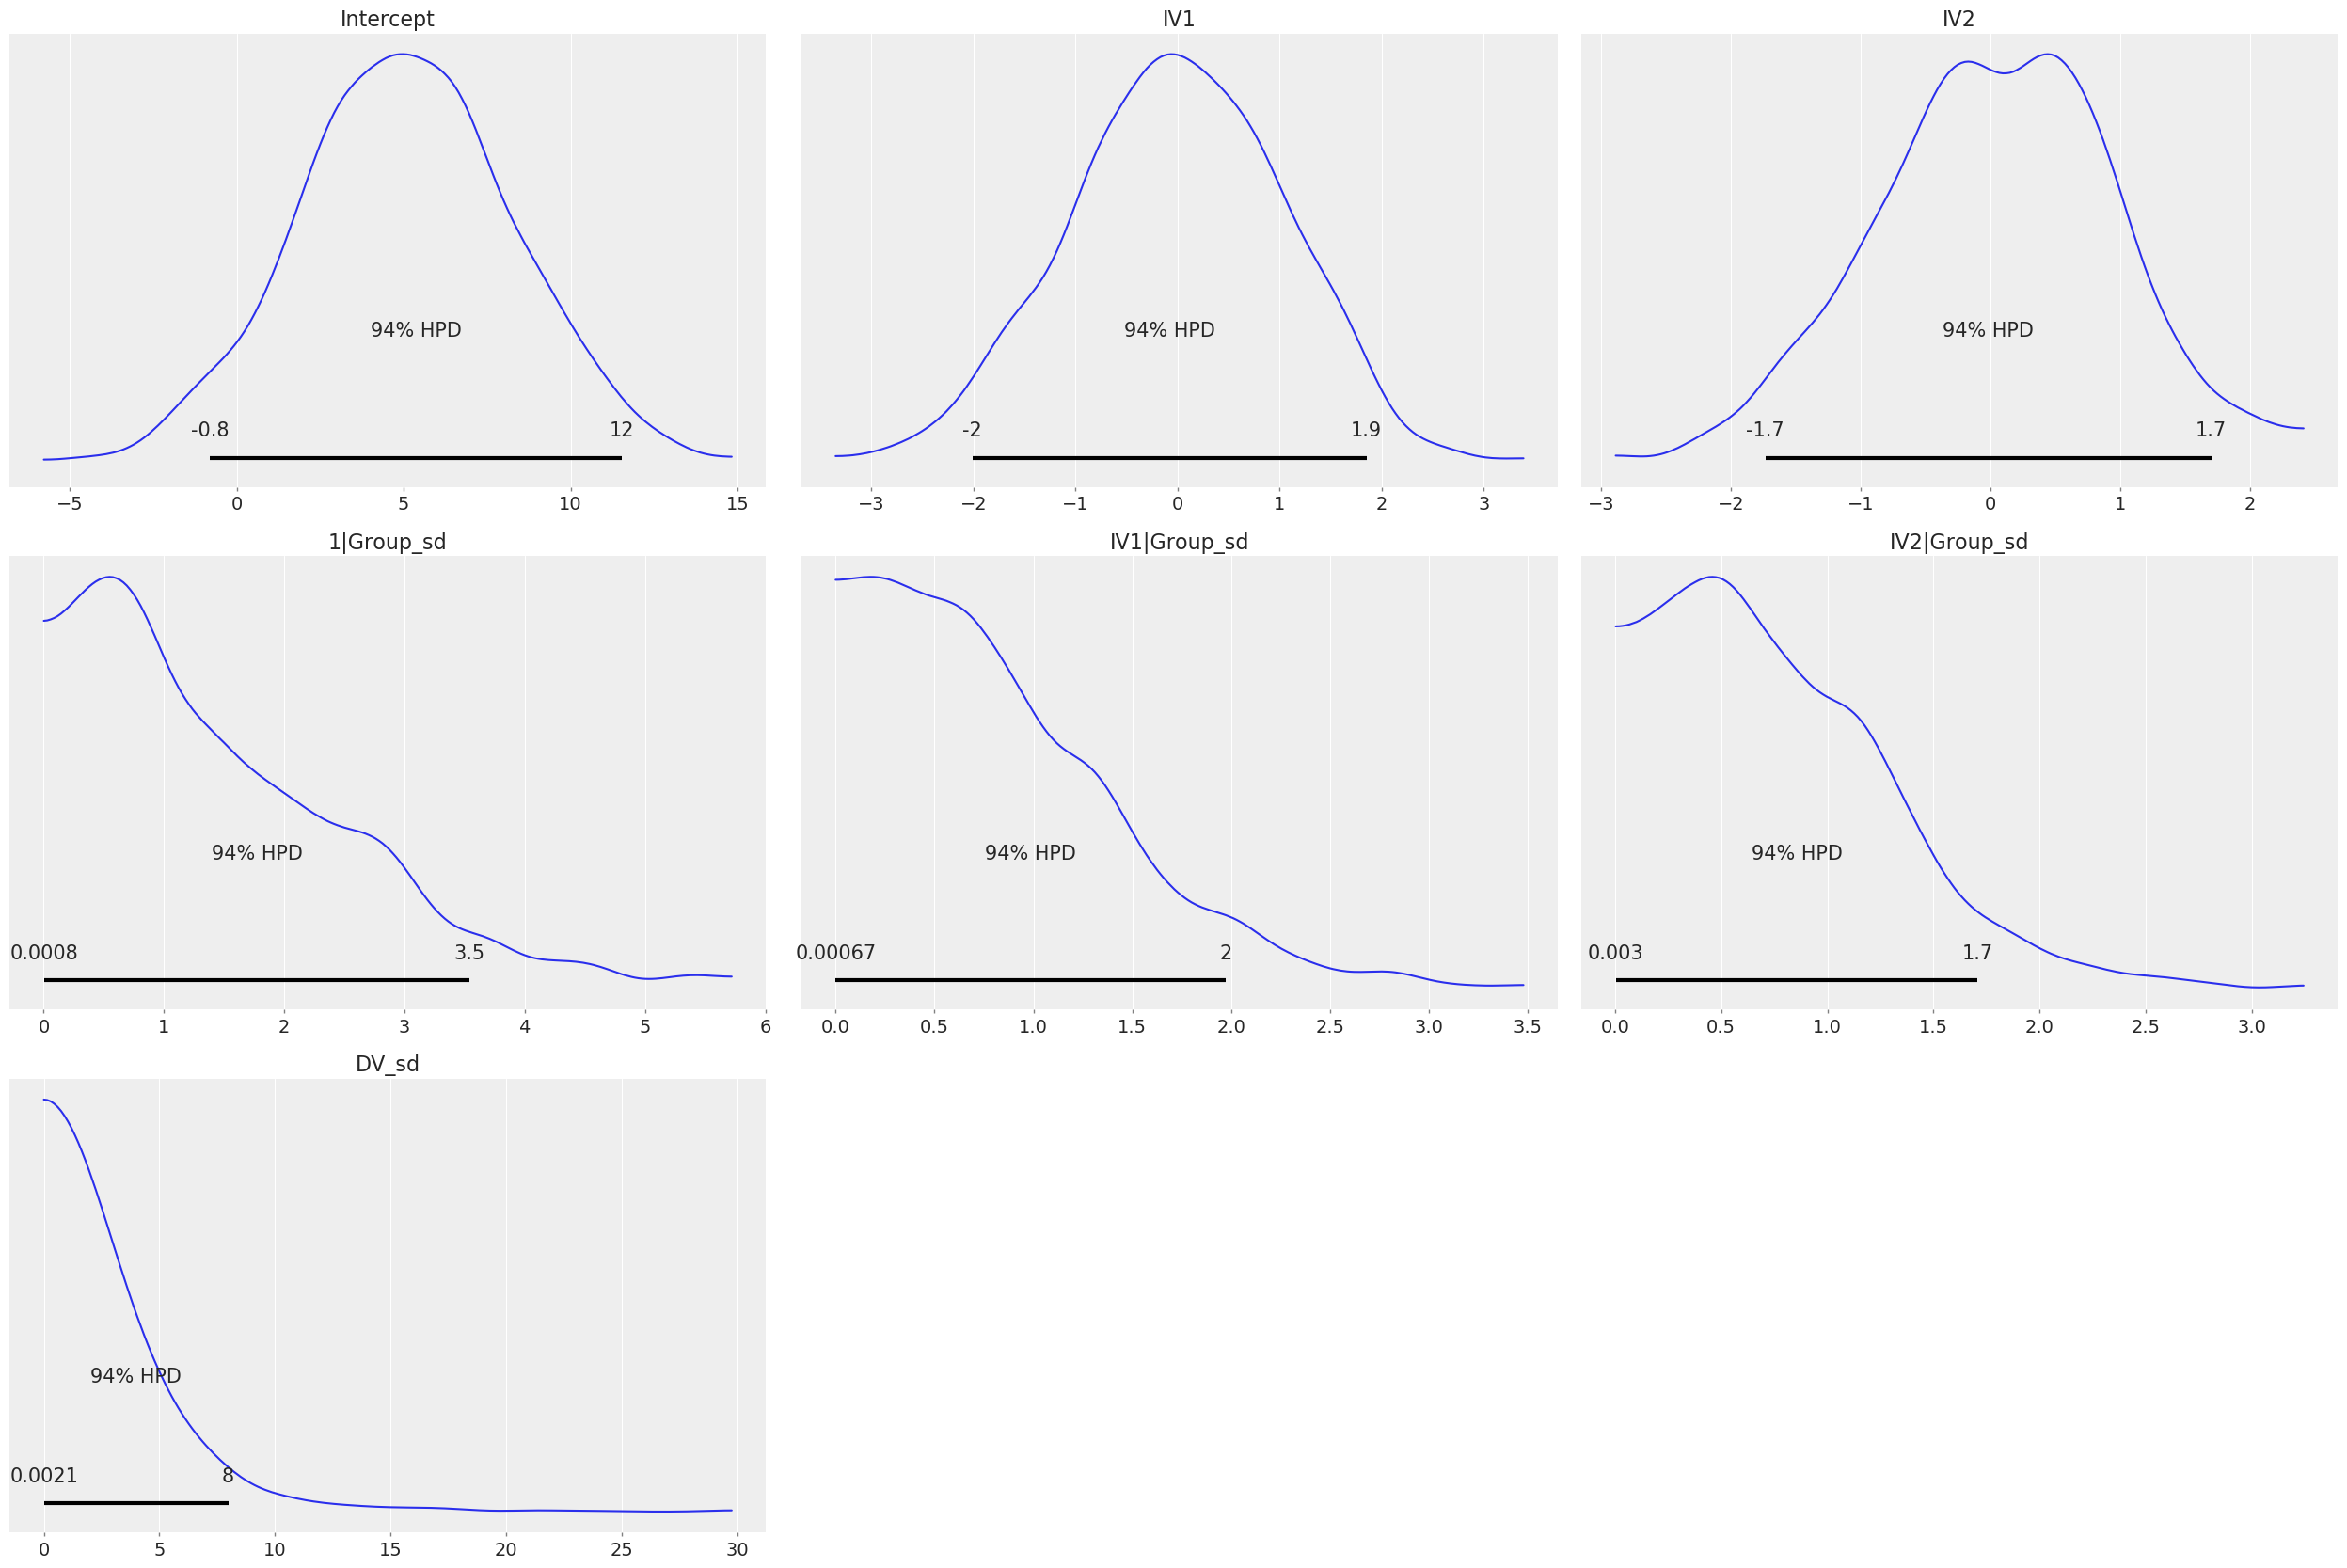 Intercept
94% HPD
-0.8 12
−5 0 5 10 15
IV1
94% HPD
-2 1.9
−3 −2 −1 0 1 2 3
IV2
94% HPD
-1.7 1.7
−3 −2 −1 0 1 2
1|Group_sd
94% HPD
0.0008 3.5
0 1 2 3 4 5 6
IV1|Group_sd
94% HPD
0.00067 2
0.0 0.5 1.0 1.5 2.0 2.5 3.0 3.5
IV2|Group_sd
94% HPD
0.003 1.7
0.0 0.5 1.0 1.5 2.0 2.5 3.0
DV_sd
94% HPD
0.0021 8
0 5 10 15 20 25 30